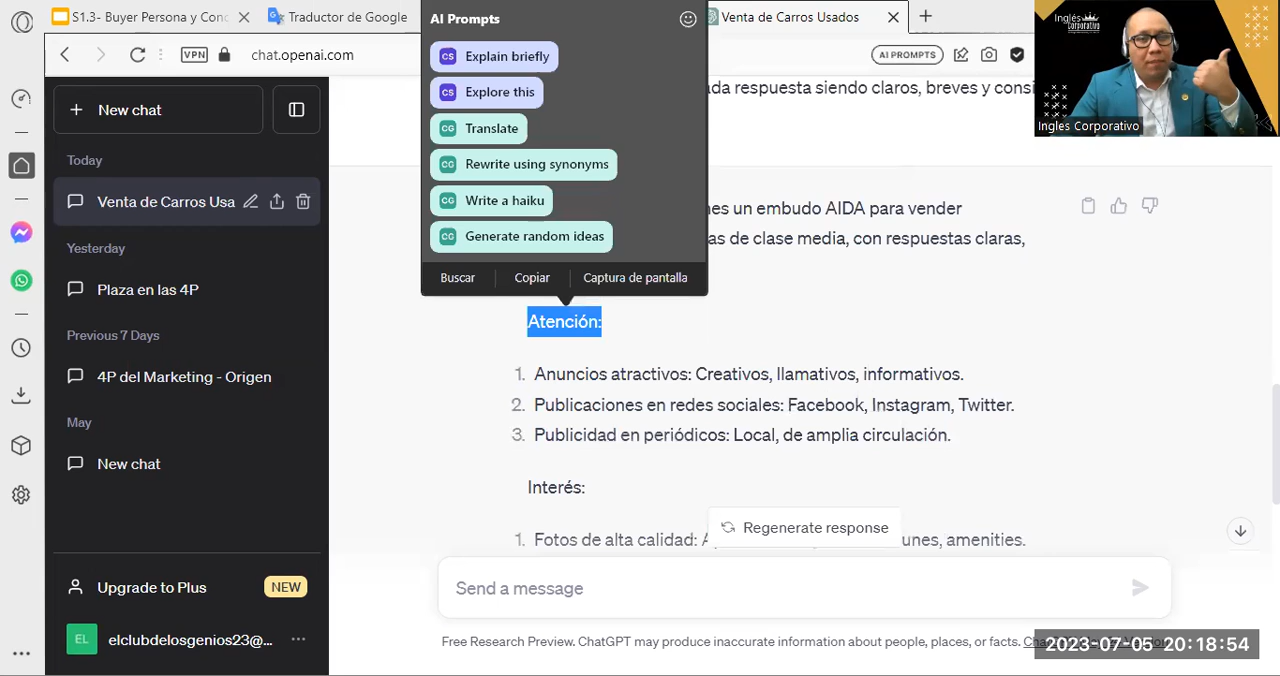 S1.3- Buyer Persona y Con
Traductor de Google
AI Prompts
Venta de Carros Usados
VPN
chat.openai.com
AI PROMPTS
Inglés
Corporativo
Ingles Corporativo
Explain briefly
Explore this
Translate
Rewrite using synonyms
Write a haiku
Generate random ideas
Buscar
Copiar
Captura de pantalla
New chat
Today
Venta de Carros Usa
Yesterday
Plaza en las 4P
Previous 7 Days
4P del Marketing - Origen
May
New chat
Upgrade to Plus
NEW
EL
elclubdelosgenios23@...
ada respuesta siendo claros, breves y consi
nes un embudo AIDA para vender
as de clase media, con respuestas claras,
Atención:
1. Anuncios atractivos: Creativos, llamativos, informativos.
2. Publicaciones en redes sociales: Facebook, Instagram, Twitter.
3. Publicidad en periódicos: Local, de amplia circulación.
Interés:
1. Fotos de alta calidad:
unes, amenities.
Regenerate response
Send a message
Free Research Preview. ChatGPT may produce inaccurate information about people, places, or facts.
2023-07-05 20:18:54